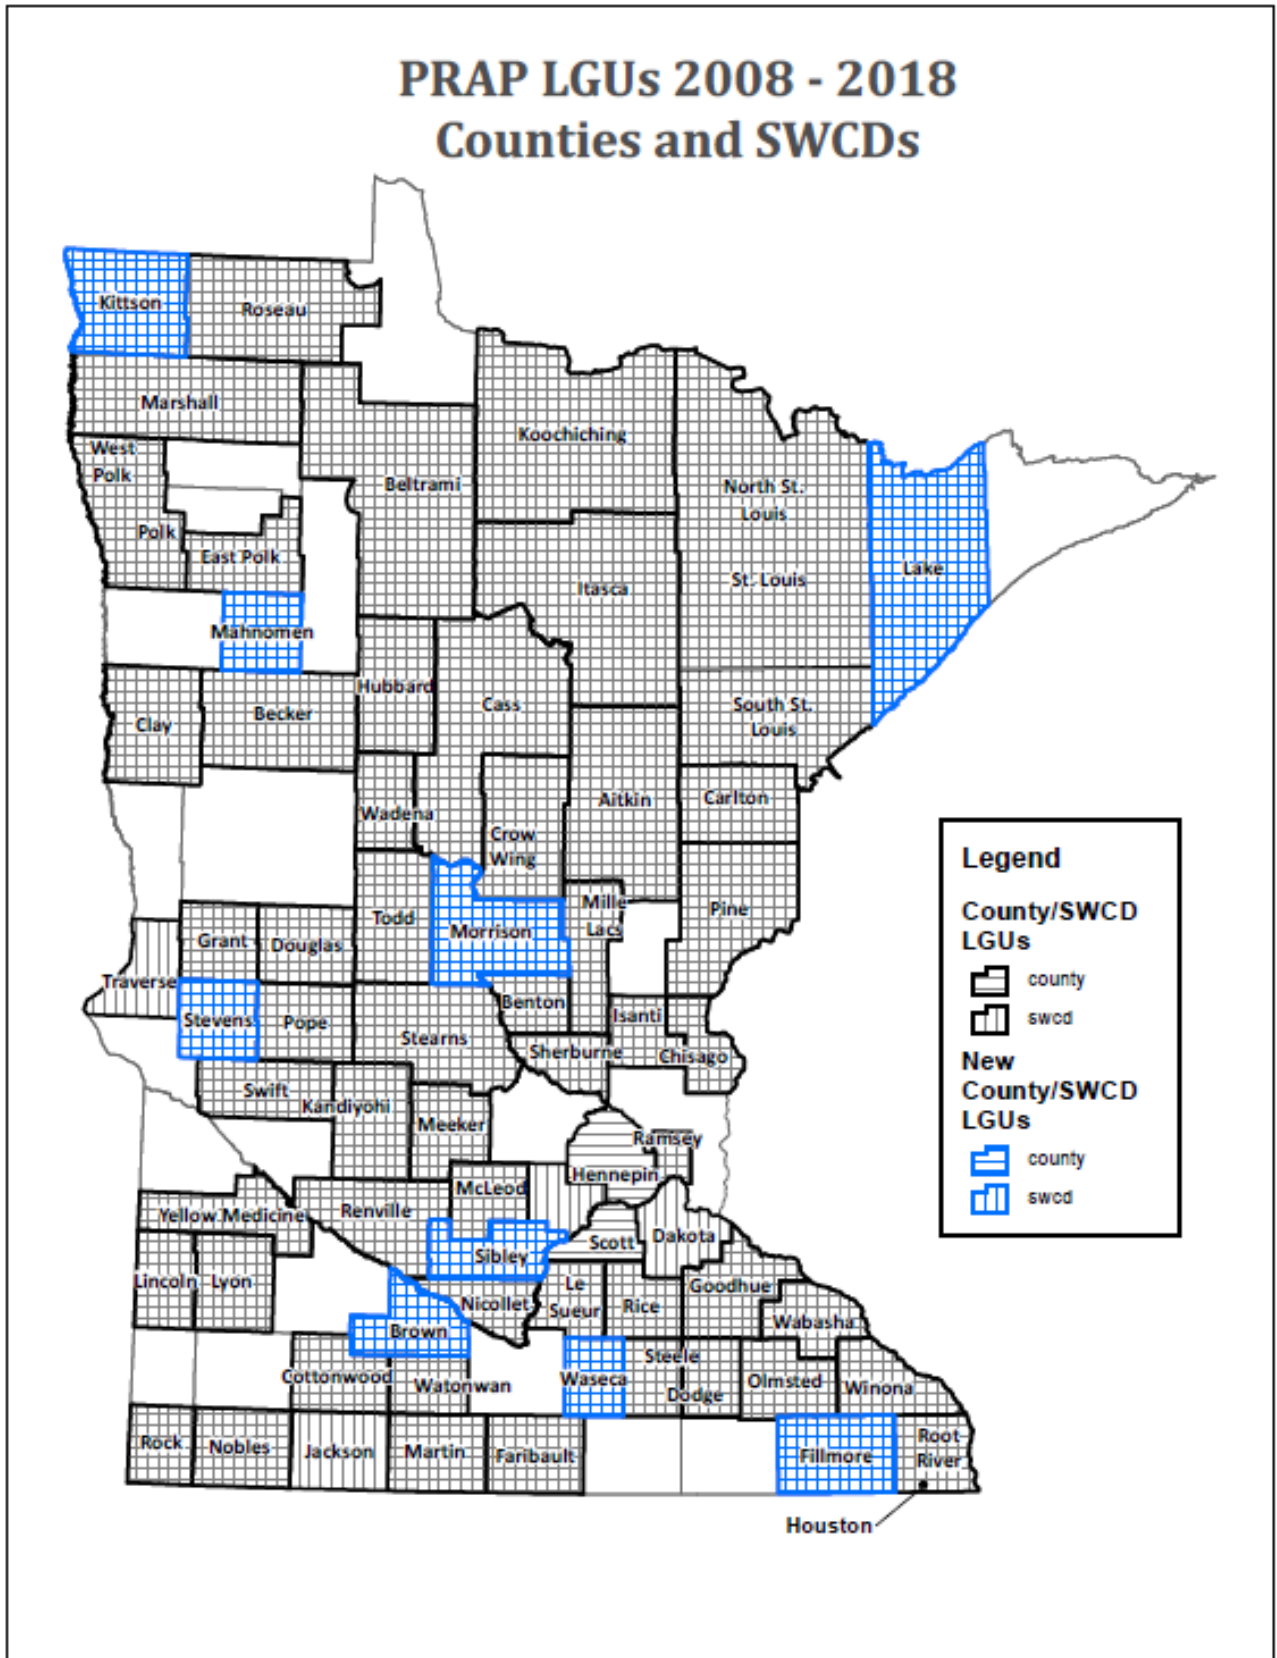 PRAP LGUs 2008 - 2018
Counties and SWCDs
Kittson
Roseau
Marshall
West
Polk
Koochiching
Beltrami
North St.
Louis
Polk
East Polk
Lake
St. Louis
Itasca
Mahnomen
Hubbard
Cass
South St.
Louis
Clay
Becker
Aitkin
Carlton
Wadena
Crow
Wing
Legend
County/SWCD
LGUs
county
swcd
New
County/SWCD
LGUs
county
swcd
Todd
Morrison
Mille
Lacs
Pine
Grant
Douglas
Traverse
Stevens
Pope
Benton
Isanti
Stearns
Sherburne
Chisago
Swift
Kandiyohi
Meeker
Ramsey
Hennepin
McLeod
Yellow Medicine
Renville
Scott
Dakota
Sibley
Lincoln
Lyon
Le
Sueur
Nicollet
Rice
Goodhue
Wabasha
Brown
Steele
Cottonwood
Watonwan
Waseca
Dodge
Olmsted
Winona
Rock
Nobles
Jackson
Martin
Faribault
Fillmore
Root
River
Houston